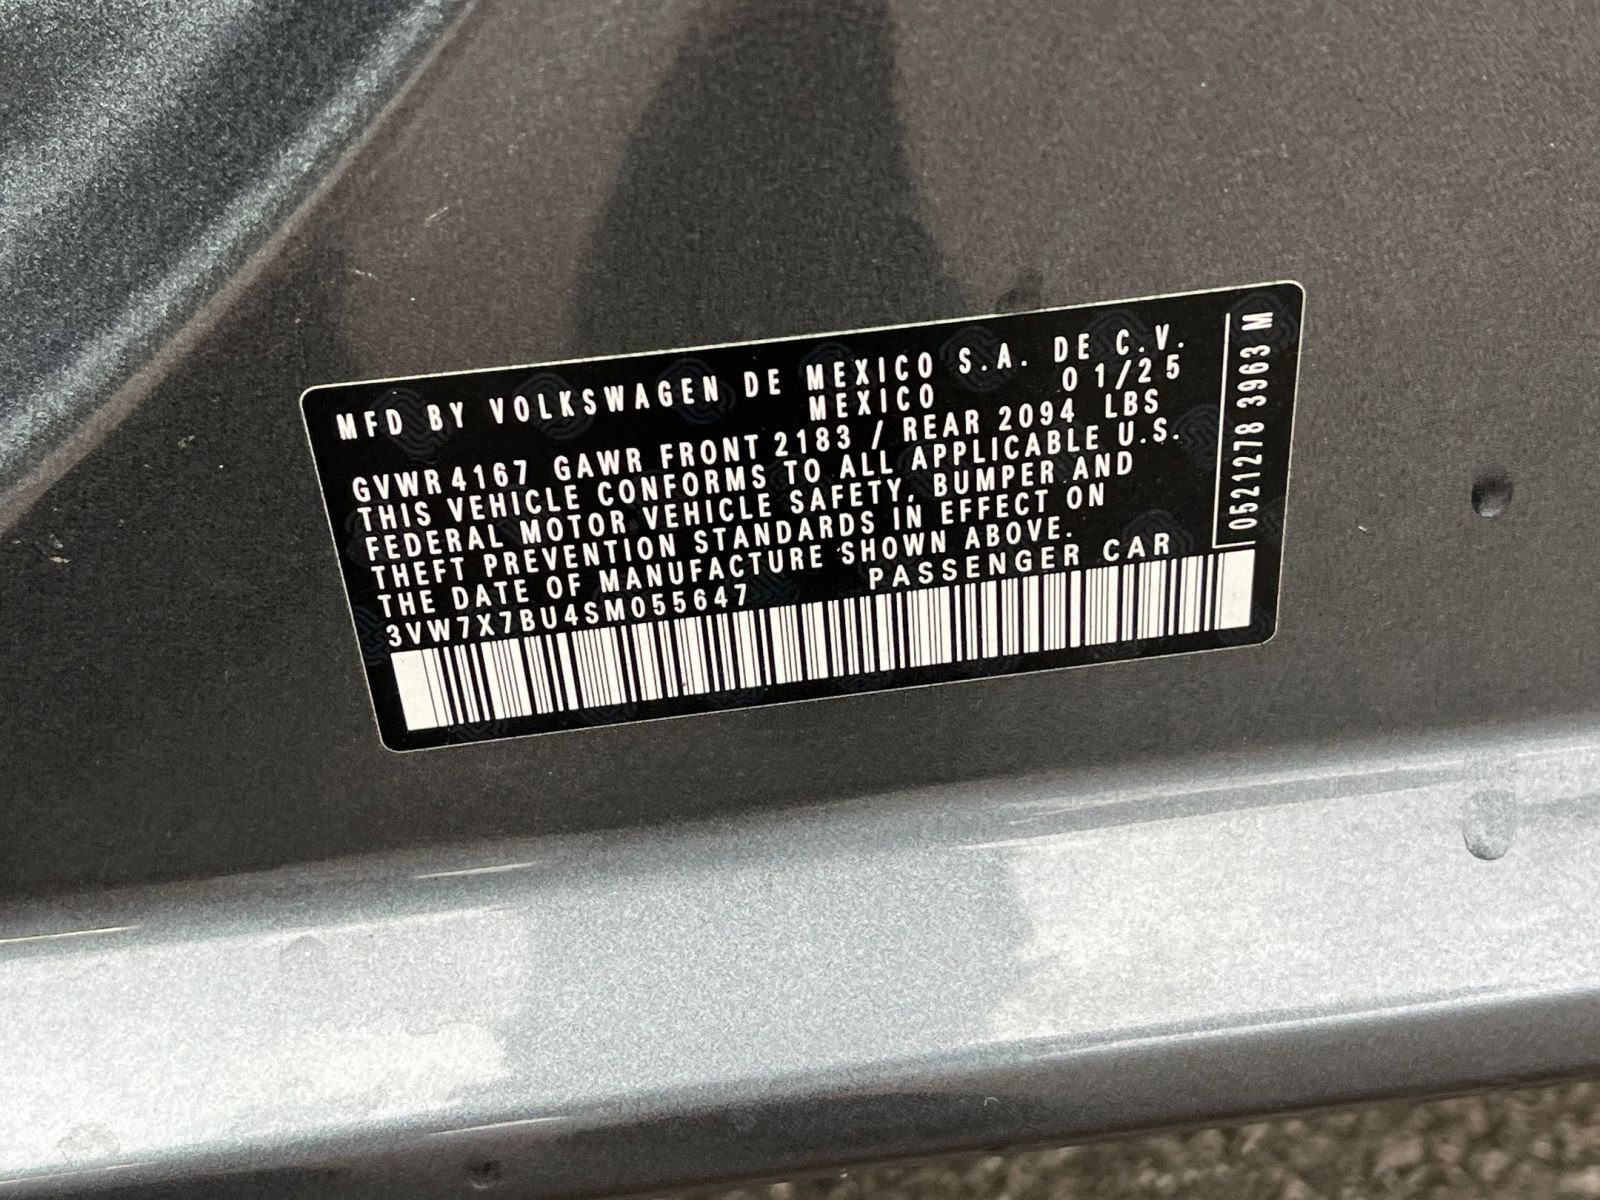 MFD BY VOLKSWAGEN DE MEXICO S.A. DE C.V.
MEXICO 01/25
GVWR 4167 GAWR FRONT 2183 / REAR 2094 LBS
THIS VEHICLE CONFORMS TO ALL APPLICABLE U.S.
FEDERAL MOTOR VEHICLE SAFETY, BUMPER AND
THEFT PREVENTION STANDARDS IN EFFECT ON
THE DATE OF MANUFACTURE SHOWN ABOVE.
3VW7X7BU4SM055647 PASSENGER CAR
0521278 3963 M